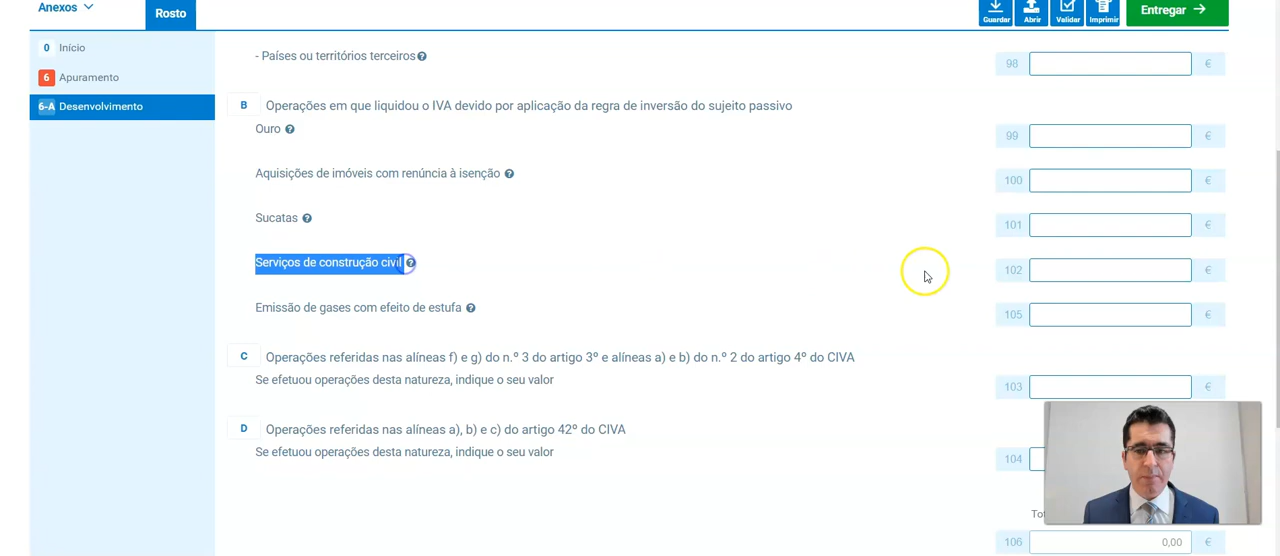 Anexos
Rosto
Guardar
Abrir
Validar
Imprimir
Entregar
0 Início
6 Apuramento
6-A Desenvolvimento
- Países ou territórios terceiros
98 €
B Operações em que liquidou o IVA devido por aplicação da regra de inversão do sujeito passivo
Ouro
99 €
Aquisições de imóveis com renúncia à isenção
100 €
Sucatas
101 €
Serviços de construção civil
102 €
Emissão de gases com efeito de estufa
105 €
C Operações referidas nas alíneas f) e g) do n.º 3 do artigo 3º e alíneas a) e b) do n.º 2 do artigo 4º do CIVA
Se efetuou operações desta natureza, indique o seu valor
103 €
D Operações referidas nas alíneas a), b) e c) do artigo 42º do CIVA
Se efetuou operações desta natureza, indique o seu valor
104
106 0,00 €